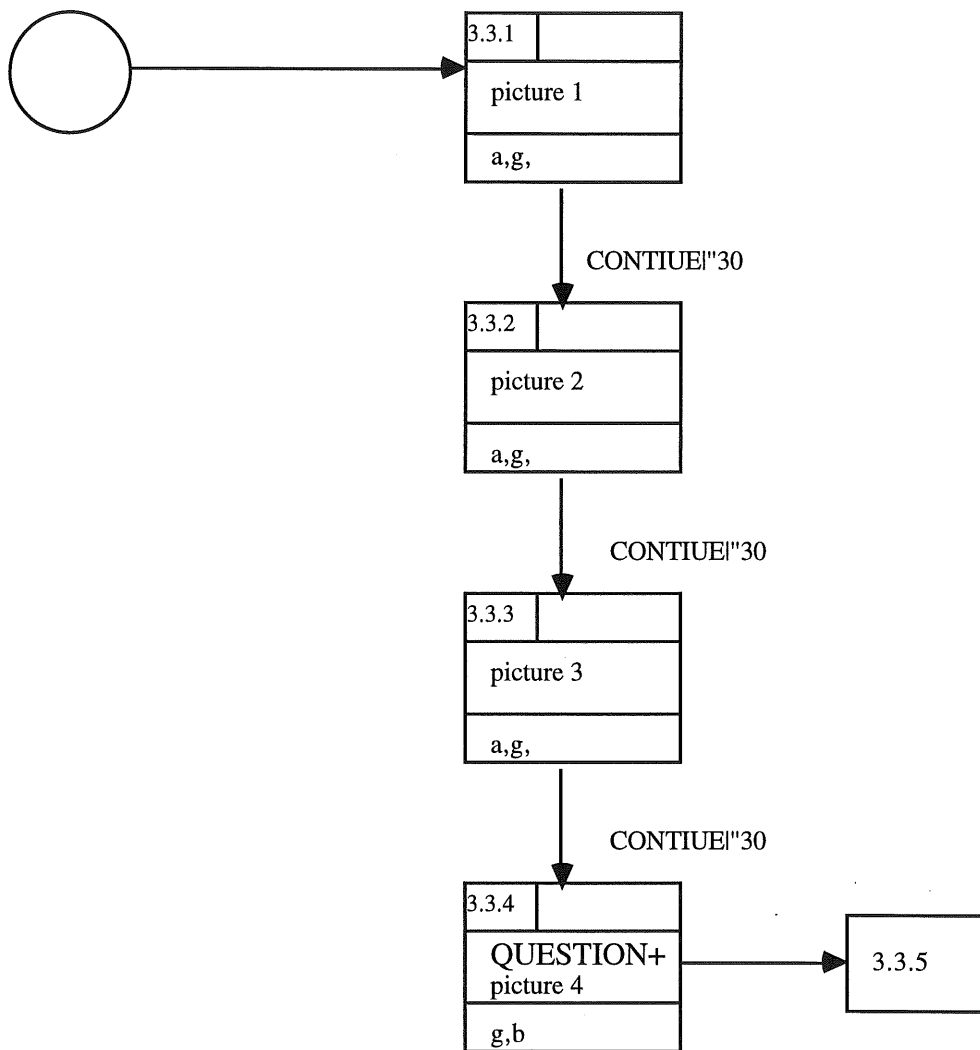 3.3.1
picture 1
a,g,
CONTIUE|"30
3.3.2
picture 2
a,g,
CONTIUE|"30
3.3.3
picture 3
a,g,
CONTIUE|"30
3.3.4
QUESTION+
picture 4
g,b
3.3.5